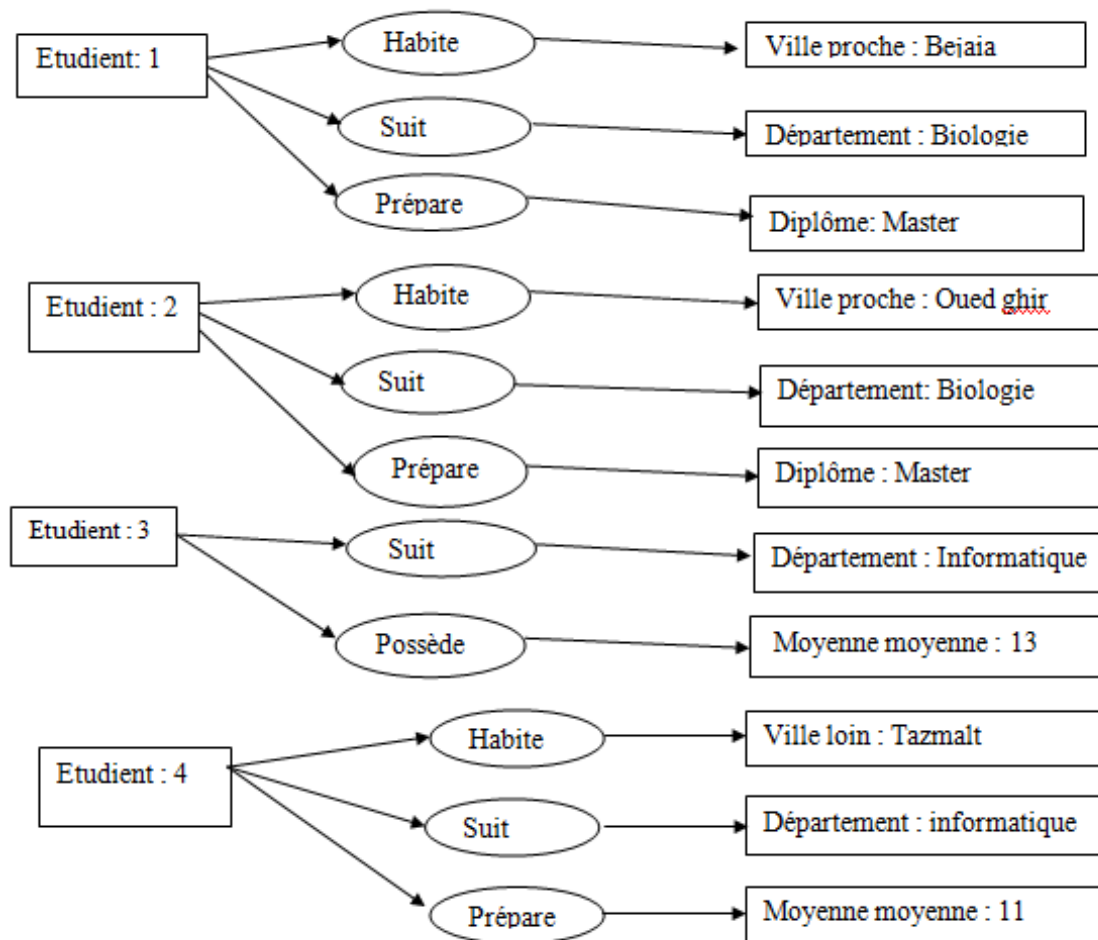 Etudient: 1
Habite
Ville proche : Bejaia
Suit
Département : Biologie
Prépare
Diplôme: Master
Etudient : 2
Habite
Ville proche : Oued ghir
Suit
Département: Biologie
Prépare
Diplôme : Master
Etudient : 3
Suit
Département : Informatique
Possède
Moyenne moyenne : 13
Etudient : 4
Habite
Ville loin : Tazmalt
Suit
Département : informatique
Prépare
Moyenne moyenne : 11